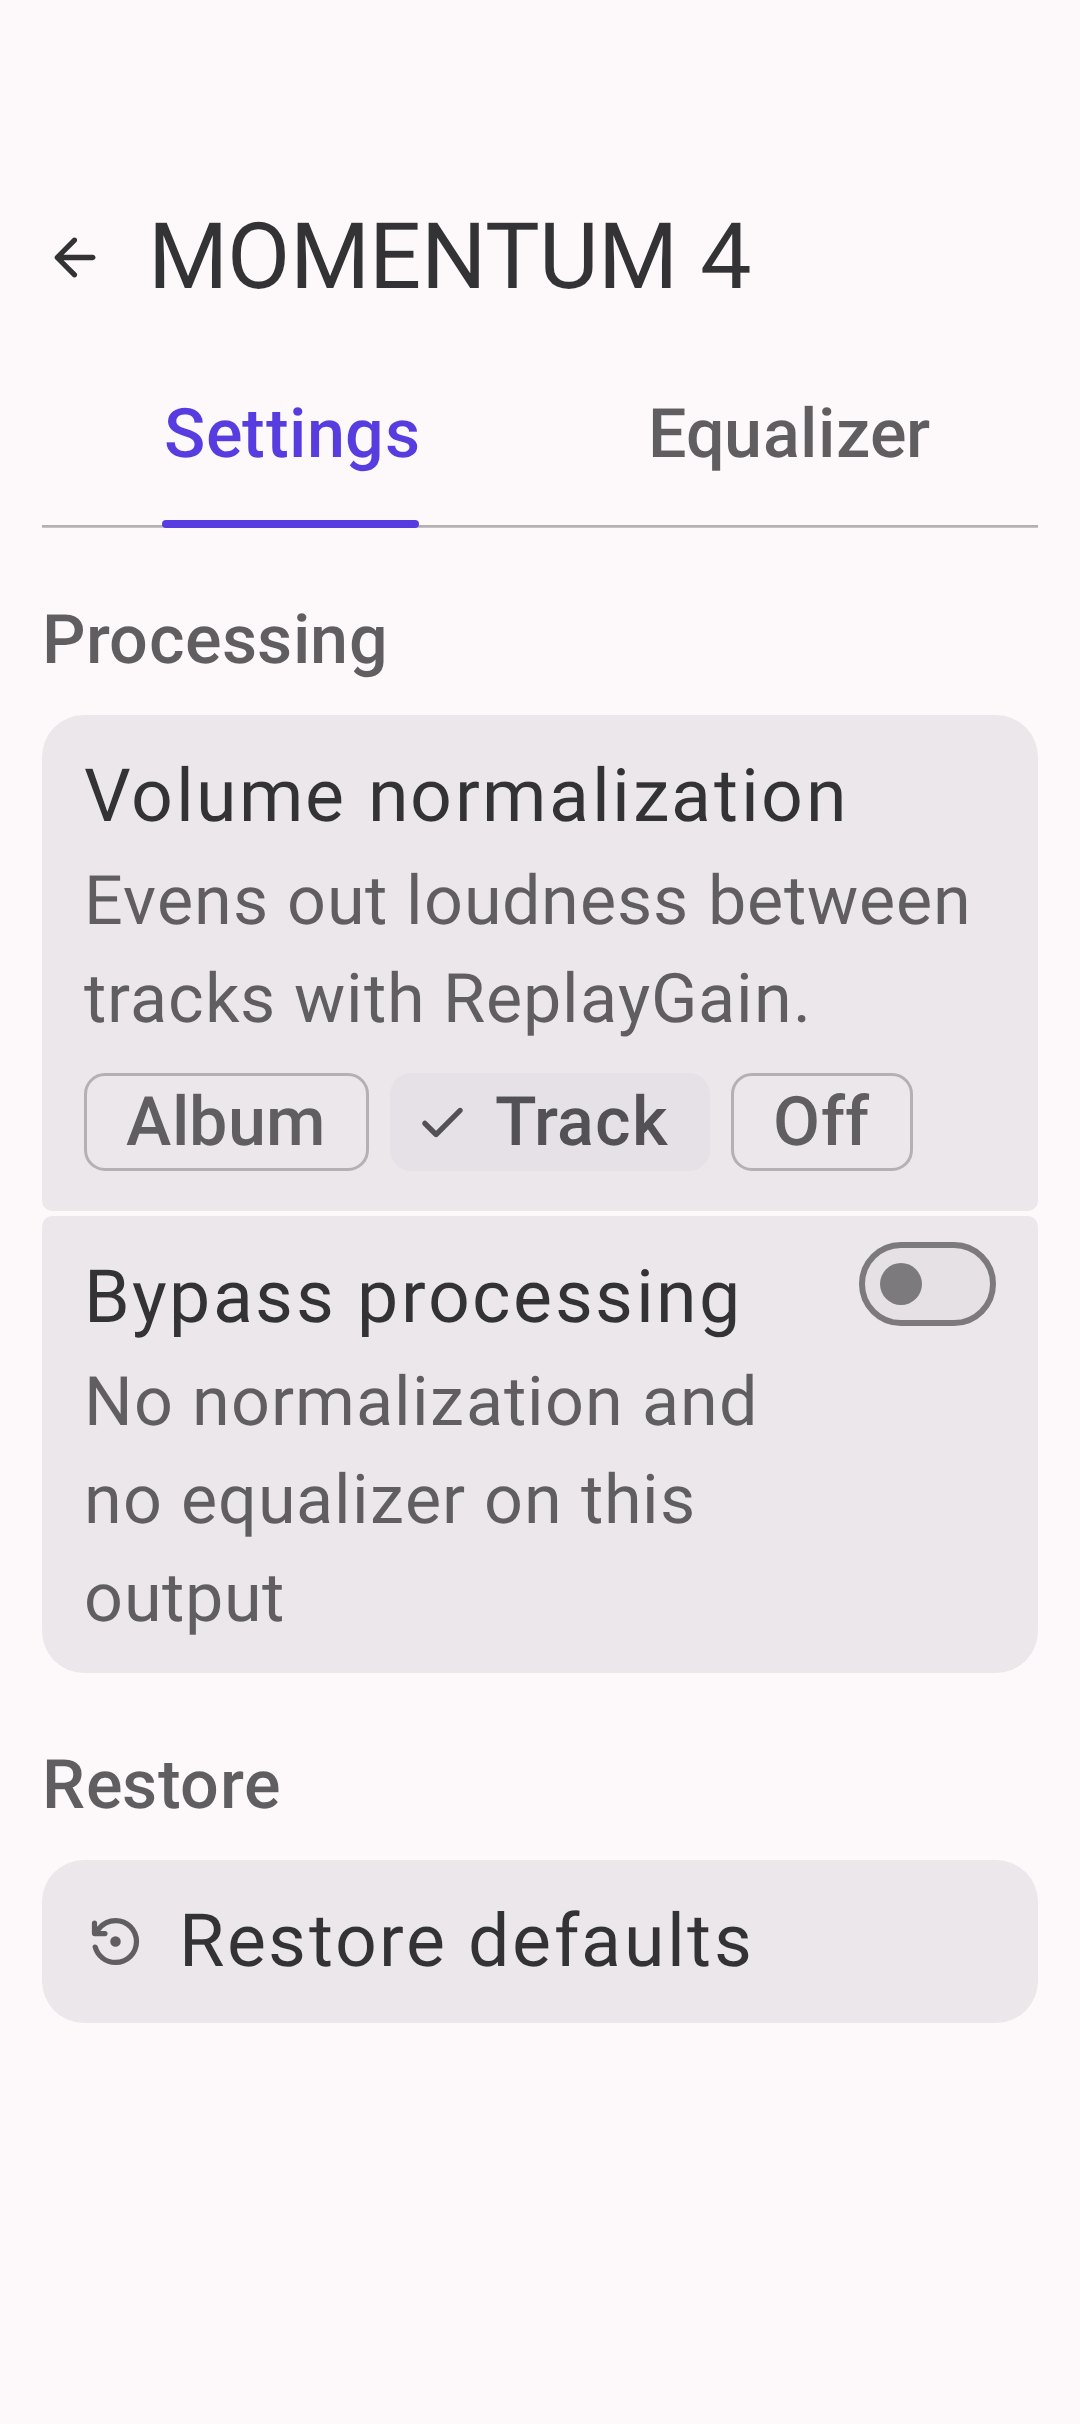 MOMENTUM 4
Settings Equalizer
Processing
Volume normalization
Evens out loudness between
tracks with ReplayGain.
Album Track Off
Bypass processing
No normalization and
no equalizer on this
output
Restore
Restore defaults